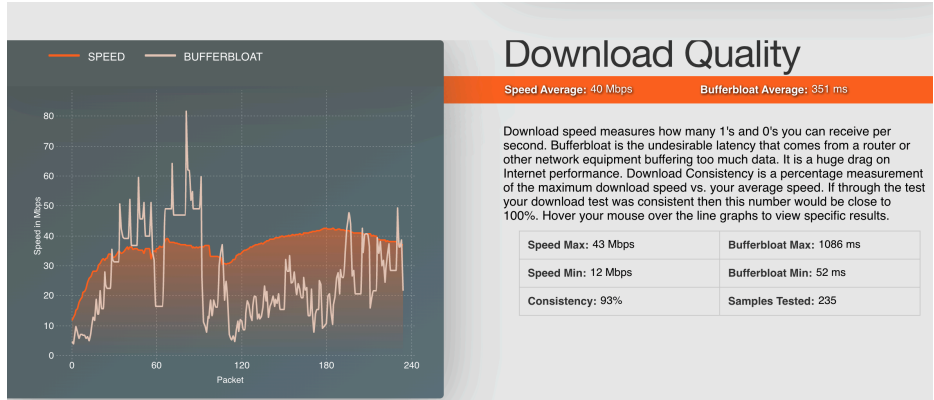 SPEED
BUFFERBLOAT
80
70
60
50
40
30
20
10
0
Speed in Mbps
0
60
120
180
240
Packet
Download Quality
Speed Average: 40 Mbps
Bufferbloat Average: 351 ms
Download speed measures how many 1's and 0's you can receive per
second. Bufferbloat is the undesirable latency that comes from a router or
other network equipment buffering too much data. It is a huge drag on
Internet performance. Download Consistency is a percentage measurement
of the maximum download speed vs. your average speed. If through the test
your download test was consistent then this number would be close to
100%. Hover your mouse over the line graphs to view specific results.
Speed Max: 43 Mbps
Bufferbloat Max: 1086 ms
Speed Min: 12 Mbps
Bufferbloat Min: 52 ms
Consistency: 93%
Samples Tested: 235